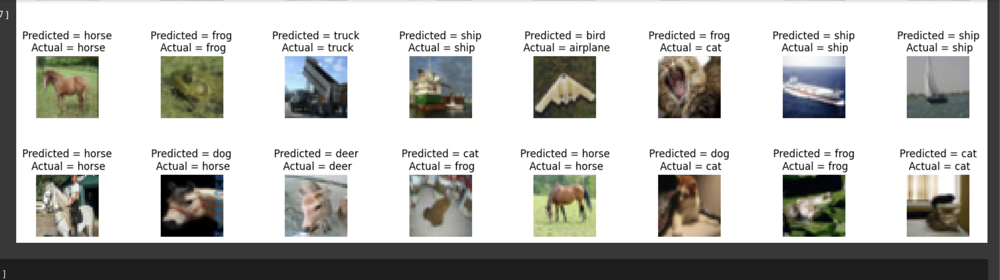 7]
Predicted = horse
Actual = horse
Predicted = frog
Actual = frog
Predicted = truck
Actual = truck
Predicted = ship
Actual = ship
Predicted = bird
Actual = airplane
Predicted = frog
Actual = cat
Predicted = ship
Actual = ship
Predicted = ship
Actual = ship
Predicted = horse
Actual = horse
Predicted = dog
Actual = horse
Predicted = deer
Actual = deer
Predicted = cat
Actual = frog
Predicted = horse
Actual = horse
Predicted = dog
Actual = cat
Predicted = frog
Actual = frog
Predicted = cat
Actual = cat
]